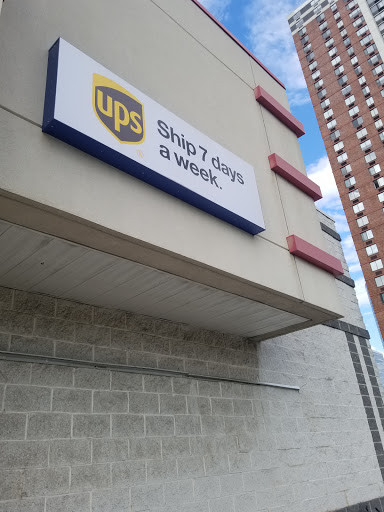 ups
Ship 7 days
a week.